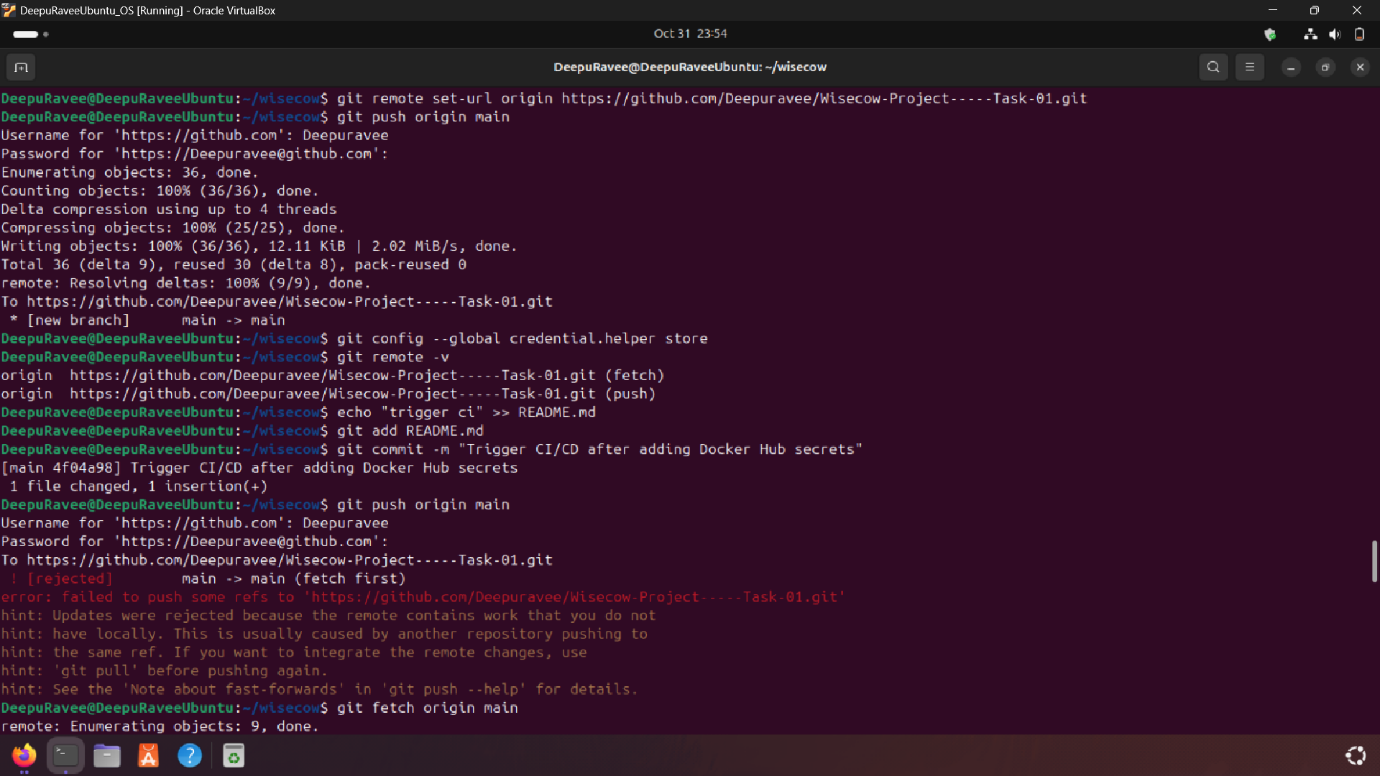 DeepuRaveeUbuntu_OS [Running] - Oracle VirtualBox
Oct 31 23:54
DeepuRavee@DeepuRaveeUbuntu: ~/wisecow
DeepuRavee@DeepuRaveeUbuntu:~/wisecow$ git remote set-url origin https://github.com/Deepuravee/Wisecow-Project-----Task-01.git
DeepuRavee@DeepuRaveeUbuntu:~/wisecow$ git push origin main
Username for 'https://github.com': Deepuravee
Password for 'https://Deepuravee@github.com':
Enumerating objects: 36, done.
Counting objects: 100% (36/36), done.
Delta compression using up to 4 threads
Compressing objects: 100% (25/25), done.
Writing objects: 100% (36/36), 12.11 KiB | 2.02 MiB/s, done.
Total 36 (delta 9), reused 30 (delta 8), pack-reused 0
remote: Resolving deltas: 100% (9/9), done.
To https://github.com/Deepuravee/Wisecow-Project-----Task-01.git
 * [new branch]      main -> main
DeepuRavee@DeepuRaveeUbuntu:~/wisecow$ git config --global credential.helper store
DeepuRavee@DeepuRaveeUbuntu:~/wisecow$ git remote -v
origin  https://github.com/Deepuravee/Wisecow-Project-----Task-01.git (fetch)
origin  https://github.com/Deepuravee/Wisecow-Project-----Task-01.git (push)
DeepuRavee@DeepuRaveeUbuntu:~/wisecow$ echo "trigger ci" >> README.md
DeepuRavee@DeepuRaveeUbuntu:~/wisecow$ git add README.md
DeepuRavee@DeepuRaveeUbuntu:~/wisecow$ git commit -m "Trigger CI/CD after adding Docker Hub secrets"
[main 4f04a98] Trigger CI/CD after adding Docker Hub secrets
 1 file changed, 1 insertion(+)
DeepuRavee@DeepuRaveeUbuntu:~/wisecow$ git push origin main
Username for 'https://github.com': Deepuravee
Password for 'https://Deepuravee@github.com':
To https://github.com/Deepuravee/Wisecow-Project-----Task-01.git
 ! [rejected]        main -> main (fetch first)
error: failed to push some refs to 'https://github.com/Deepuravee/Wisecow-Project-----Task-01.git'
hint: Updates were rejected because the remote contains work that you do not
hint: have locally. This is usually caused by another repository pushing to
hint: the same ref. If you want to integrate the remote changes, use
hint: 'git pull' before pushing again.
hint: See the 'Note about fast-forwards' in 'git push --help' for details.
DeepuRavee@DeepuRaveeUbuntu:~/wisecow$ git fetch origin main
remote: Enumerating objects: 9, done.